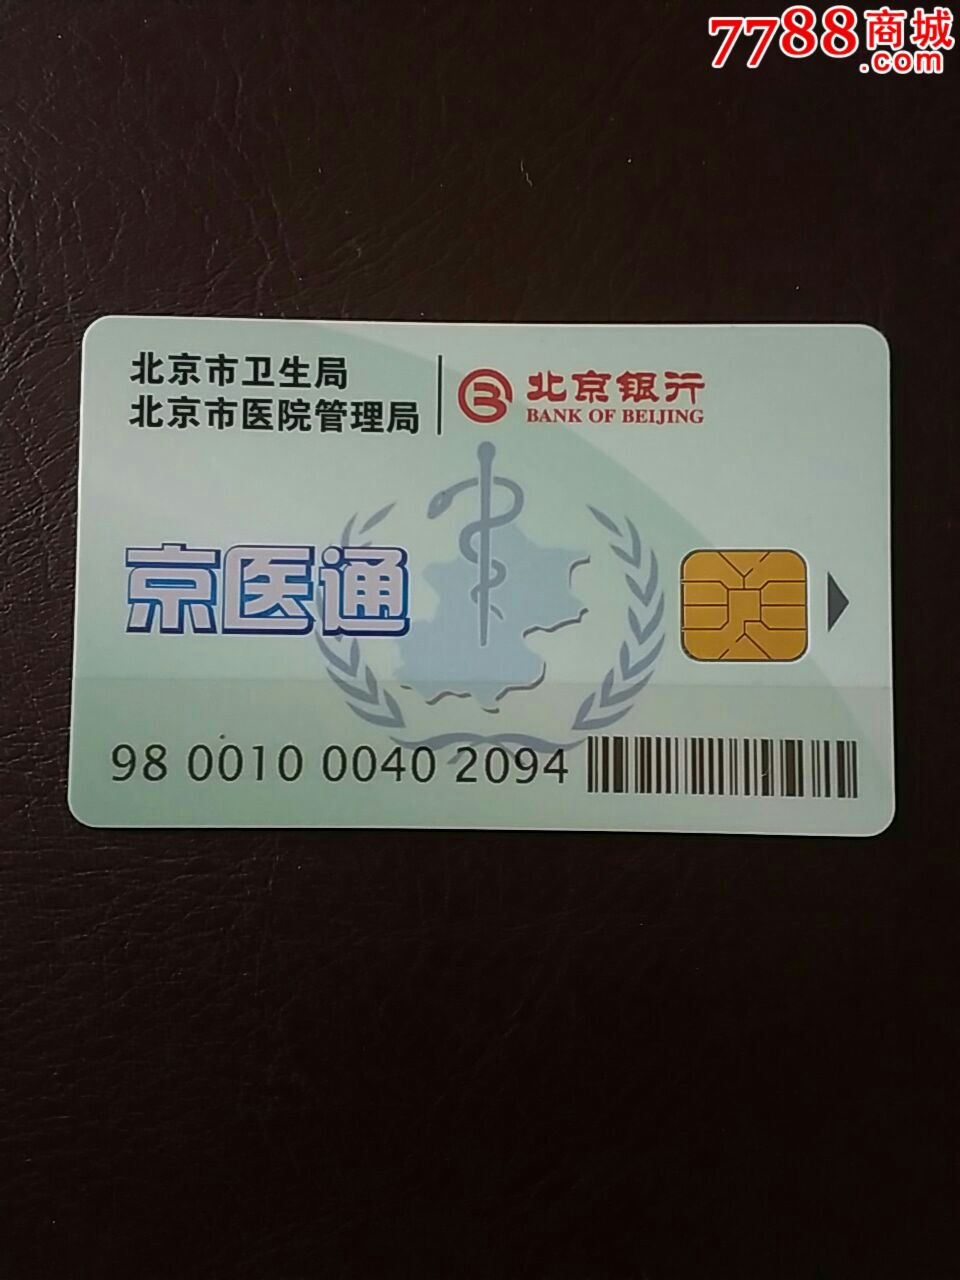 7788商城
.com
北京市卫生局
北京市医院管理局
北京银行
BANK OF BEIJING
京医通
98 0010 0040 2094